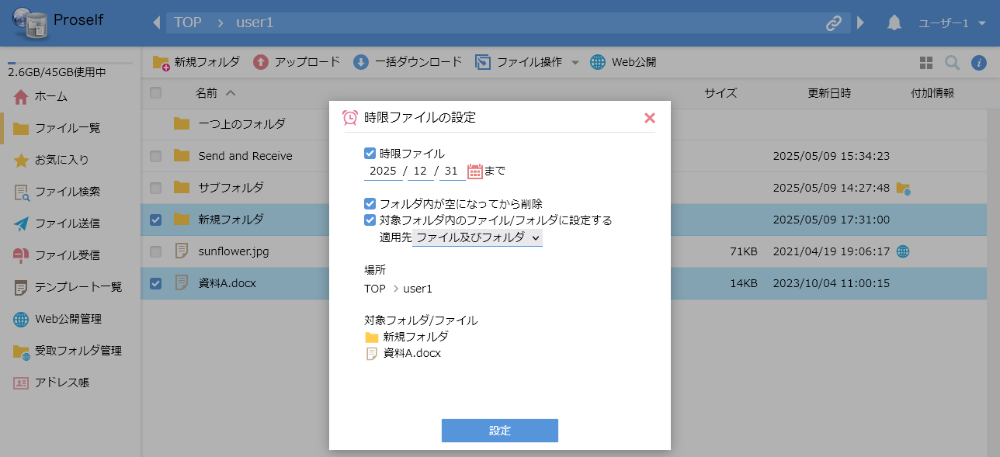 Proself
TOP > user1
ユーザー1
2.6GB/45GB使用中
新規フォルダ アップロード 一括ダウンロード ファイル操作 Web公開
ホーム
ファイル一覧
お気に入り
ファイル検索
ファイル送信
ファイル受信
テンプレート一覧
Web公開管理
受取フォルダ管理
アドレス帳
名前 サイズ 更新日時 付加情報
一つ上のフォルダ
Send and Receive 2025/05/09 15:34:23
サブフォルダ 2025/05/09 14:27:48
新規フォルダ 2025/05/09 17:31:00
sunflower.jpg 71KB 2021/04/19 19:06:17
資料A.docx 14KB 2023/10/04 11:00:15
時限ファイルの設定
時限ファイル
2025 / 12 / 31 まで
フォルダ内が空になってから削除
対象フォルダ内のファイル/フォルダに設定する
適用先 ファイル及びフォルダ
場所
TOP > user1
対象フォルダ/ファイル
新規フォルダ
資料A.docx
設定